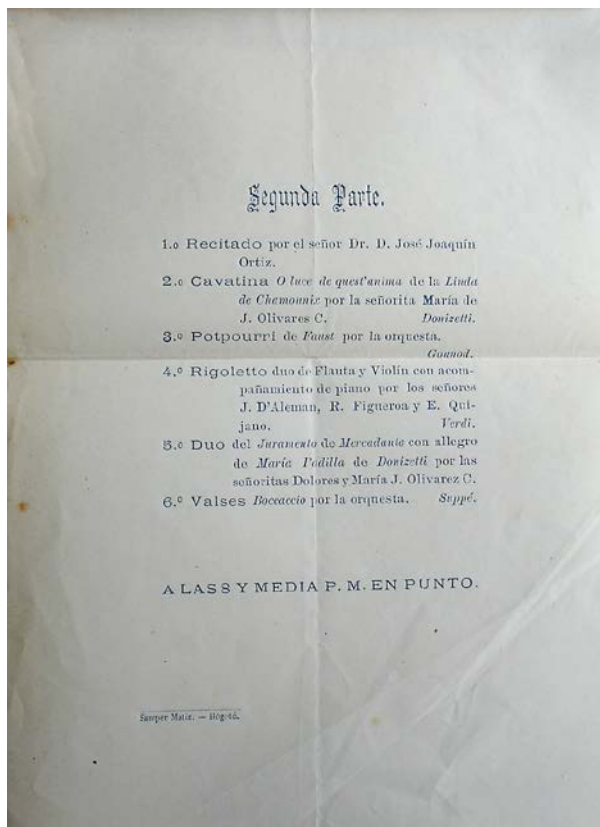 Segunda Parte.
1.o Recitado por el señor Dr. D. José Joaquín
Ortiz.
2.o Cavatina O luce de quest'anima de la Linda
de Chamounix por la señorita María de
J. Olivares C. Donizetti.
3.o Potpourri de Faust por la orquesta.
Gounod.
4.o Rigoletto duo de Flauta y Violín con acom-
pañamiento de piano por los señores
J. D'Aleman, R. Figueroa y E. Qui-
jano. Verdi.
5.o Duo del Juramento de Mercadante con allegro
de María Padilla de Donizetti por las
señoritas Dolores y María J. Olivarez C.
6.o Valses Boccaccio por la orquesta. Suppé.
A LAS 8 Y MEDIA P. M. EN PUNTO.
Samper Matiz. — Bogotá.